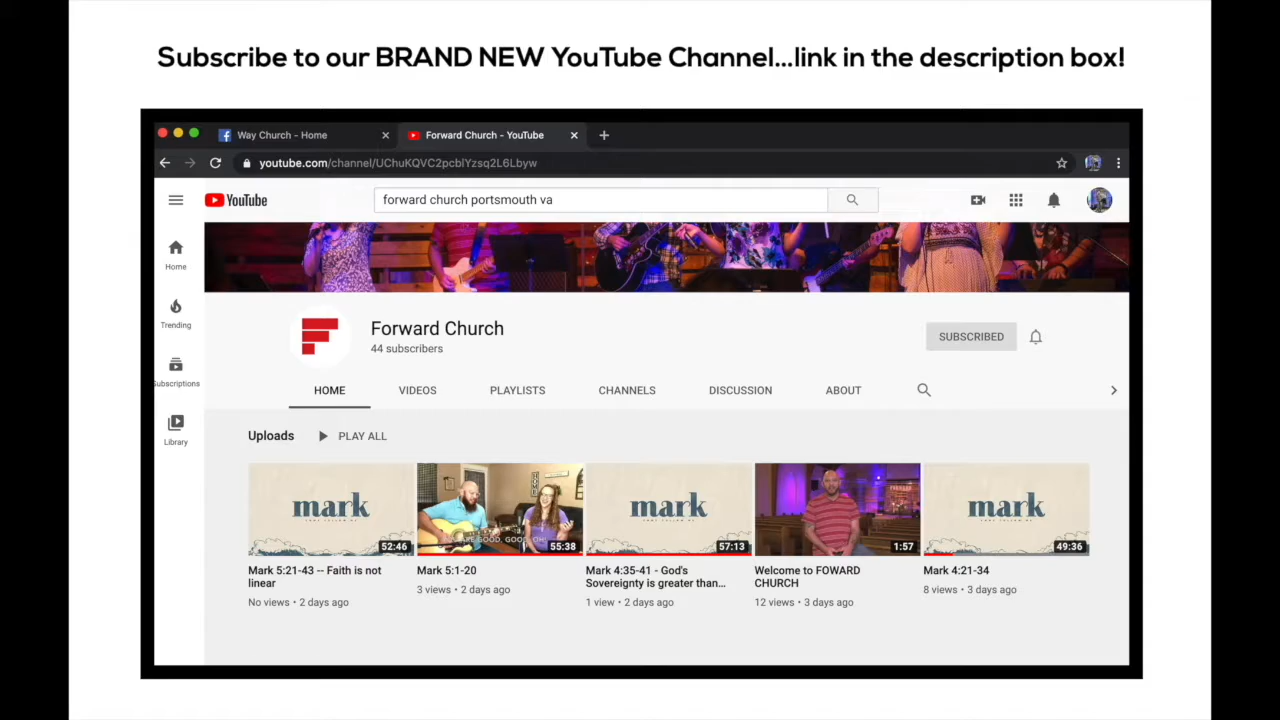 Subscribe to our BRAND NEW YouTube Channel...link in the description box!
Way Church - Home
Forward Church - YouTube
youtube.com/channel/UChuKQVC2pcblYzsq2L6Lbyw
YouTube
forward church portsmouth va
Home
Trending
Subscriptions
Library
Forward Church
44 subscribers
SUBSCRIBED
HOME VIDEOS PLAYLISTS CHANNELS DISCUSSION ABOUT
Uploads PLAY ALL
mark
52:46
55:38
mark
57:13
1:57
mark
49:36
Mark 5:21-43 -- Faith is not
linear
No views • 2 days ago
Mark 5:1-20
3 views • 2 days ago
Mark 4:35-41 - God's
Sovereignty is greater than...
1 view • 2 days ago
Welcome to FOWARD
CHURCH
12 views • 3 days ago
Mark 4:21-34
8 views • 3 days ago